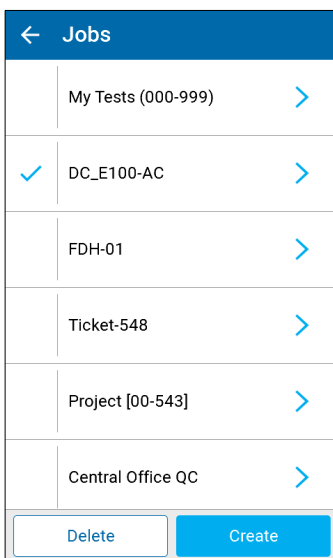 Jobs
My Tests (000-999)
DC_E100-AC
FDH-01
Ticket-548
Project [00-543]
Central Office QC
Delete Create